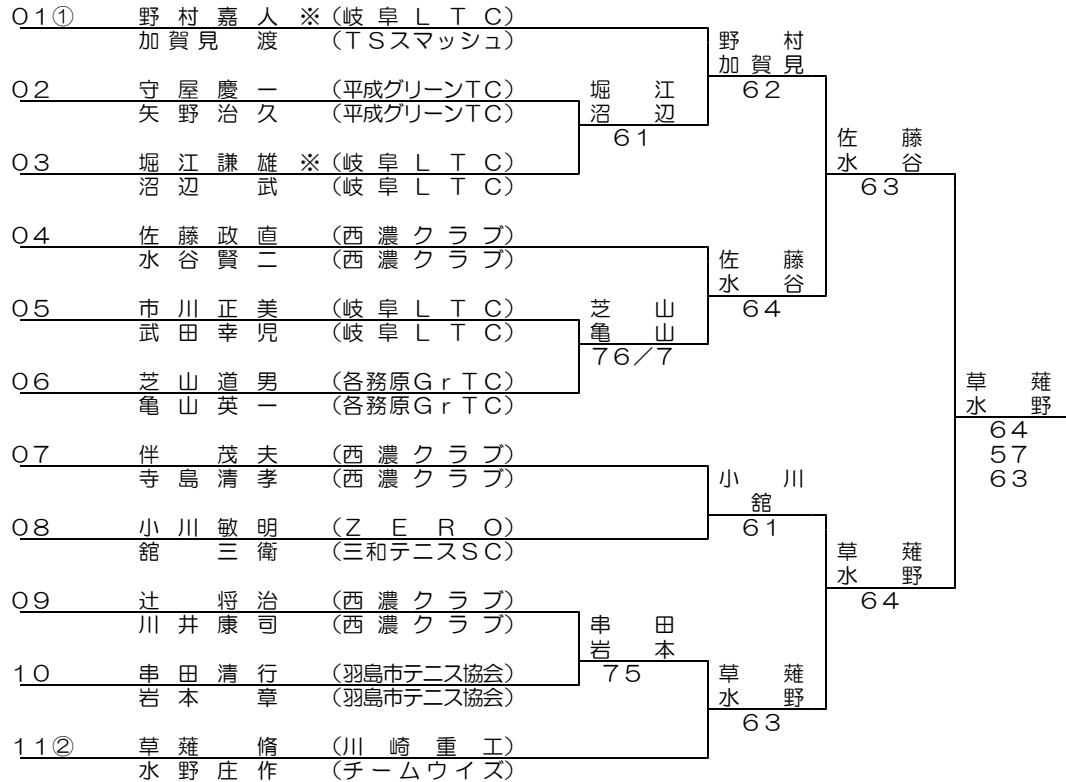 01① 野村嘉人 ※(岐阜LTC)
加賀見 渡 (TSスマッシュ)
野村
加賀見
62
02 守屋慶一 (平成グリーンTC)
矢野治久 (平成グリーンTC)
堀江
沼辺
61
佐藤
水谷
63
03 堀江謙雄 ※(岐阜LTC)
沼辺 武 (岐阜LTC)
04 佐藤政直 (西濃クラブ)
水谷賢二 (西濃クラブ)
佐藤
水谷
64
05 市川正美 (岐阜LTC)
武田幸児 (岐阜LTC)
芝山
亀山
76/7
06 芝山道男 (各務原GrTC)
亀山英一 (各務原GrTC)
草薙
水野
64
57
63
07 伴 茂夫 (西濃クラブ)
寺島清孝 (西濃クラブ)
小川
舘
61
08 小川敏明 (ZERO)
舘 三衛 (三和テニスSC)
草薙
水野
64
09 辻 将治 (西濃クラブ)
川井康司 (西濃クラブ)
串田
岩本
75
10 串田清行 (羽島市テニス協会)
岩本 章 (羽島市テニス協会)
草薙
水野
63
11② 草薙 脩 (川崎重工)
水野庄作 (チームウイズ)